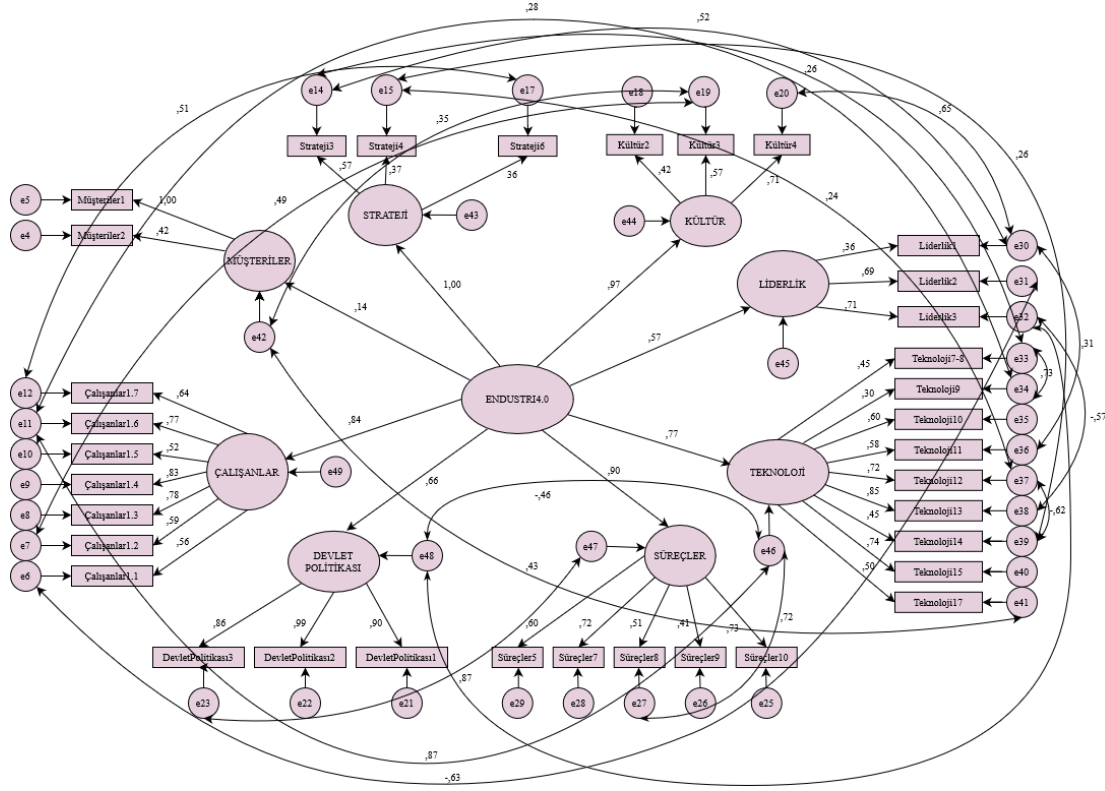 ,28
,52
,26
,51
e14
e15
e17
e18
e19
e20
,65
,35
Strateji3
Strateji4
Strateji6
Kültür2
Kültür3
Kültür4
,26
,57
,37
36
,42
,57
,71
e5
Müşteriler1
1,00
,49
,24
STRATEJİ
e43
e44
KÜLTÜR
e4
Müşteriler2
,42
MÜŞTERİLER
,36
Liderlik1
e30
,69
Liderlik2
e31
1,00
,97
LİDERLİK
,71
Liderlik3
e32
,14
e42
,57
e45
,31
,45
Teknoloji7-8
e33
,73
e12
Çalışanlar1.7
,64
ENDUSTRI4.0
,30
Teknoloji9
e34
e11
Çalışanlar1.6
,77
,84
,60
Teknoloji10
e35
-,57
e10
Çalışanlar1.5
,52
,77
,58
Teknoloji11
e36
ÇALIŞANLAR
e49
TEKNOLOJİ
e9
Çalışanlar1.4
,83
,66
,90
,72
Teknoloji12
e37
e8
Çalışanlar1.3
,78
-,46
,85
Teknoloji13
e38
-,62
e7
Çalışanlar1.2
,59
,45
Teknoloji14
e39
e6
Çalışanlar1.1
,56
DEVLET
POLİTİKASI
e48
e47
SÜREÇLER
e46
,74
Teknoloji15
e40
,43
,50
Teknoloji17
e41
,86
,99
,90
,60
,72
,51
,41
,73
,72
DevletPolitikası3
DevletPolitikası2
DevletPolitikası1
Süreçler5
Süreçler7
Süreçler8
Süreçler9
Süreçler10
,87
e23
e22
e21
e29
e28
e27
e26
e25
,87
-,63